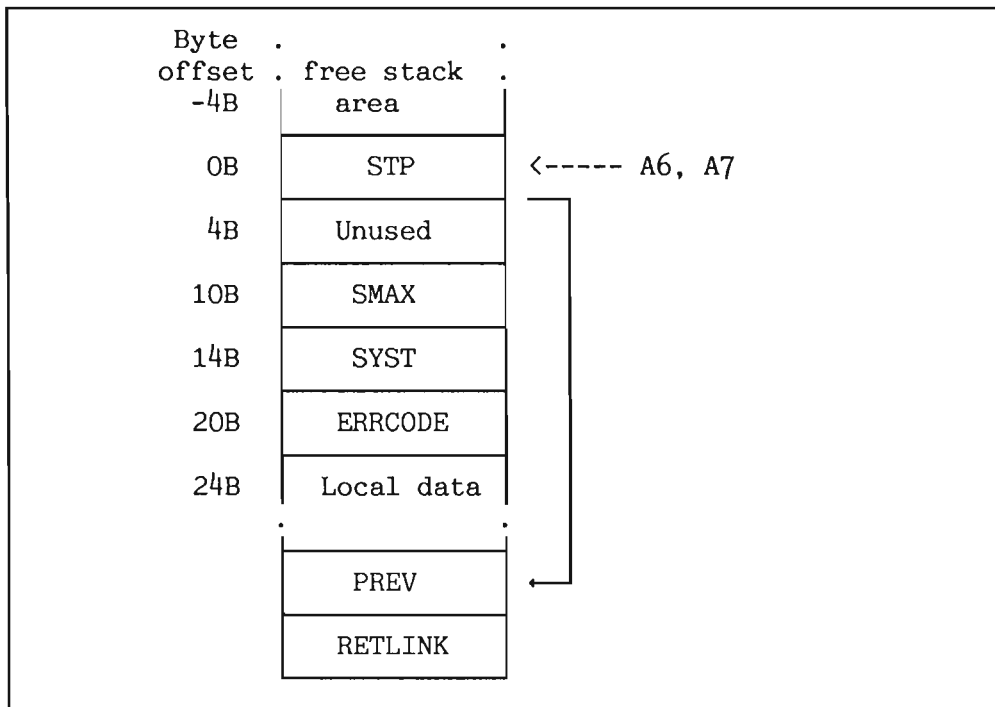 Byte
offset free stack
-4B area
0B STP <----- A6, A7
4B Unused
10B SMAX
14B SYST
20B ERRCODE
24B Local data
PREV
RETLINK